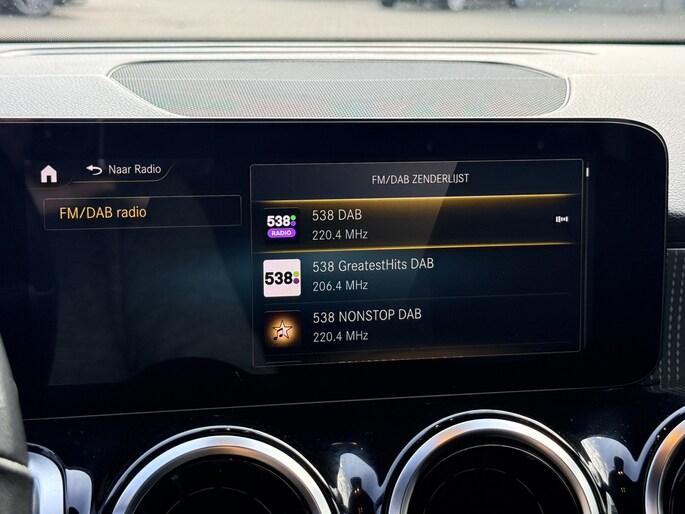 Naar Radio
FM/DAB radio
FM/DAB ZENDERLIJST
538
RADIO
538 DAB
220.4 MHz
538
538 GreatestHits DAB
206.4 MHz
538 NONSTOP DAB
220.4 MHz